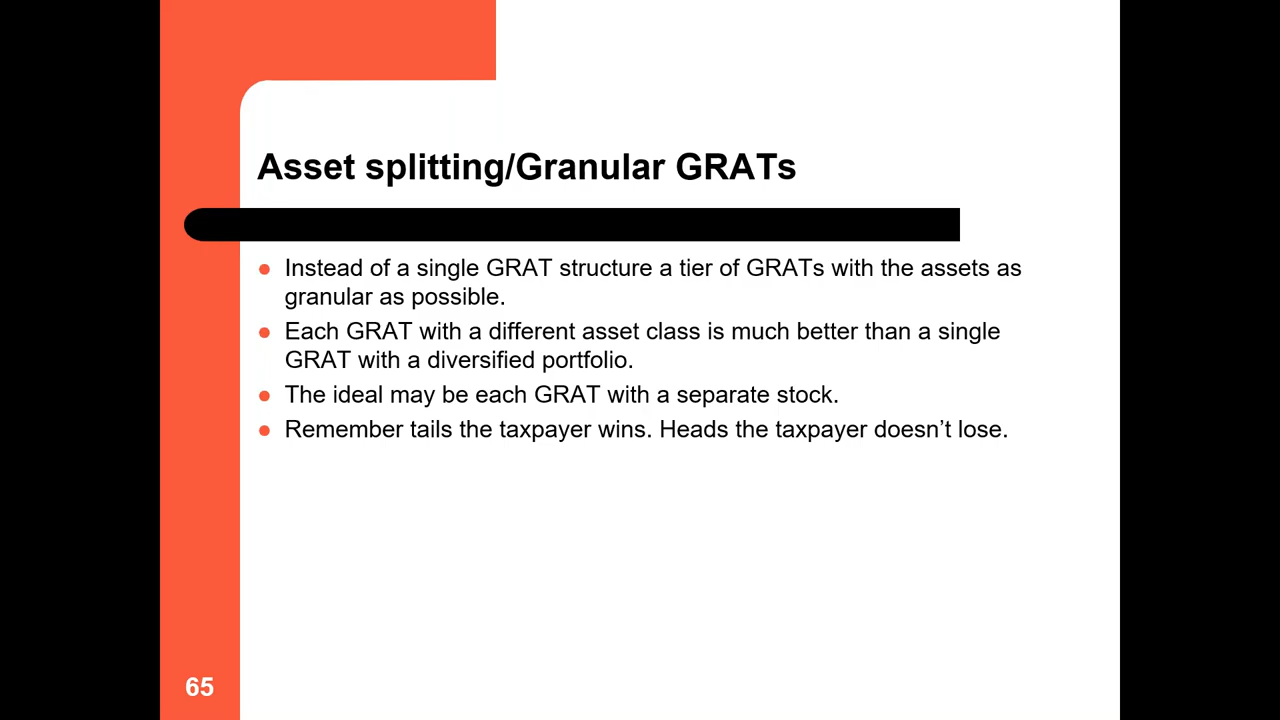 Asset splitting/Granular GRATs
Instead of a single GRAT structure a tier of GRATs with the assets as
granular as possible.
Each GRAT with a different asset class is much better than a single
GRAT with a diversified portfolio.
The ideal may be each GRAT with a separate stock.
Remember tails the taxpayer wins. Heads the taxpayer doesn’t lose.
65